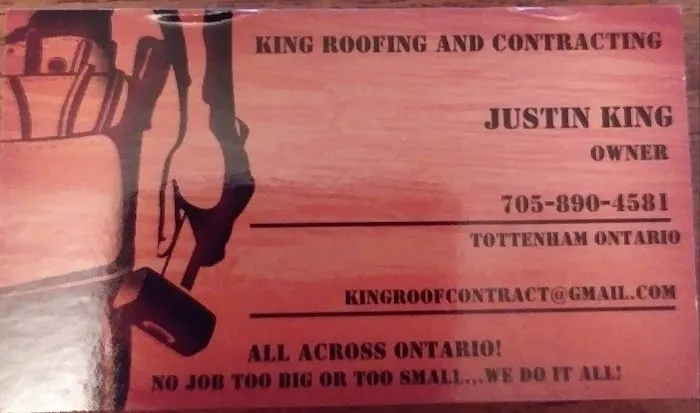 KING ROOFING AND CONTRACTING
JUSTIN KING
OWNER
705-890-4581
TOTTENHAM ONTARIO
KINGROOFCONTRACT@GMAIL.COM
ALL ACROSS ONTARIO!
NO JOB TOO BIG OR TOO SMALL...WE DO IT ALL!